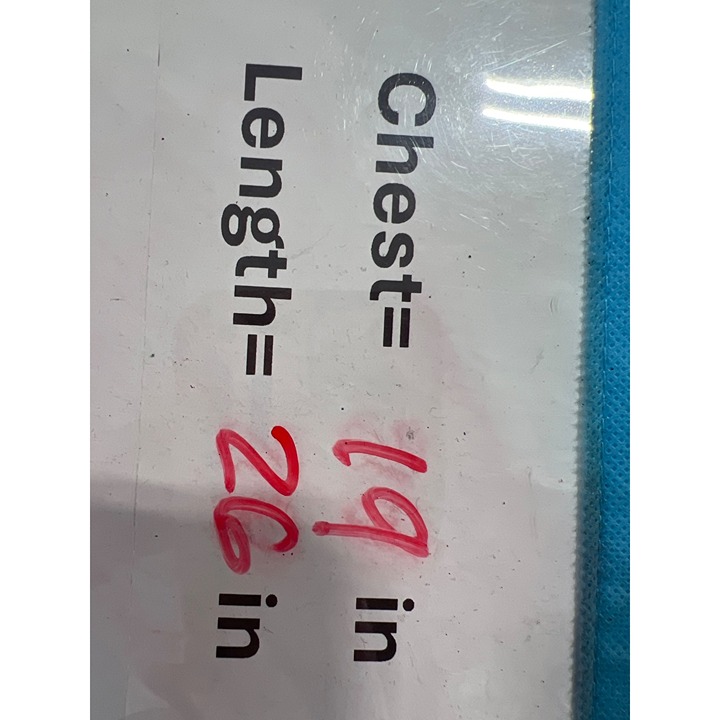 Chest= 19 in
Length= 26 in